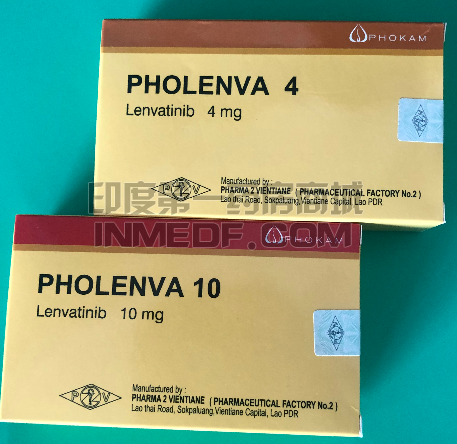 PHOKAM
PHOLENVA 4
Lenvatinib 4 mg
P 2 V
Manufactured by :
PHARMA 2 VIENTIANE ( PHARMACEUTICAL FACTORY No.2 )
Lao thai Road, Sokpaluang,Vientiane Capital, Lao PDR
印度第一药房商城
INMEDF.COM
PHOKAM
PHOLENVA 10
Lenvatinib 10 mg
P 2 V
Manufactured by :
PHARMA 2 VIENTIANE ( PHARMACEUTICAL FACTORY No.2 )
Lao thai Road, Sokpaluang,Vientiane Capital, Lao PDR